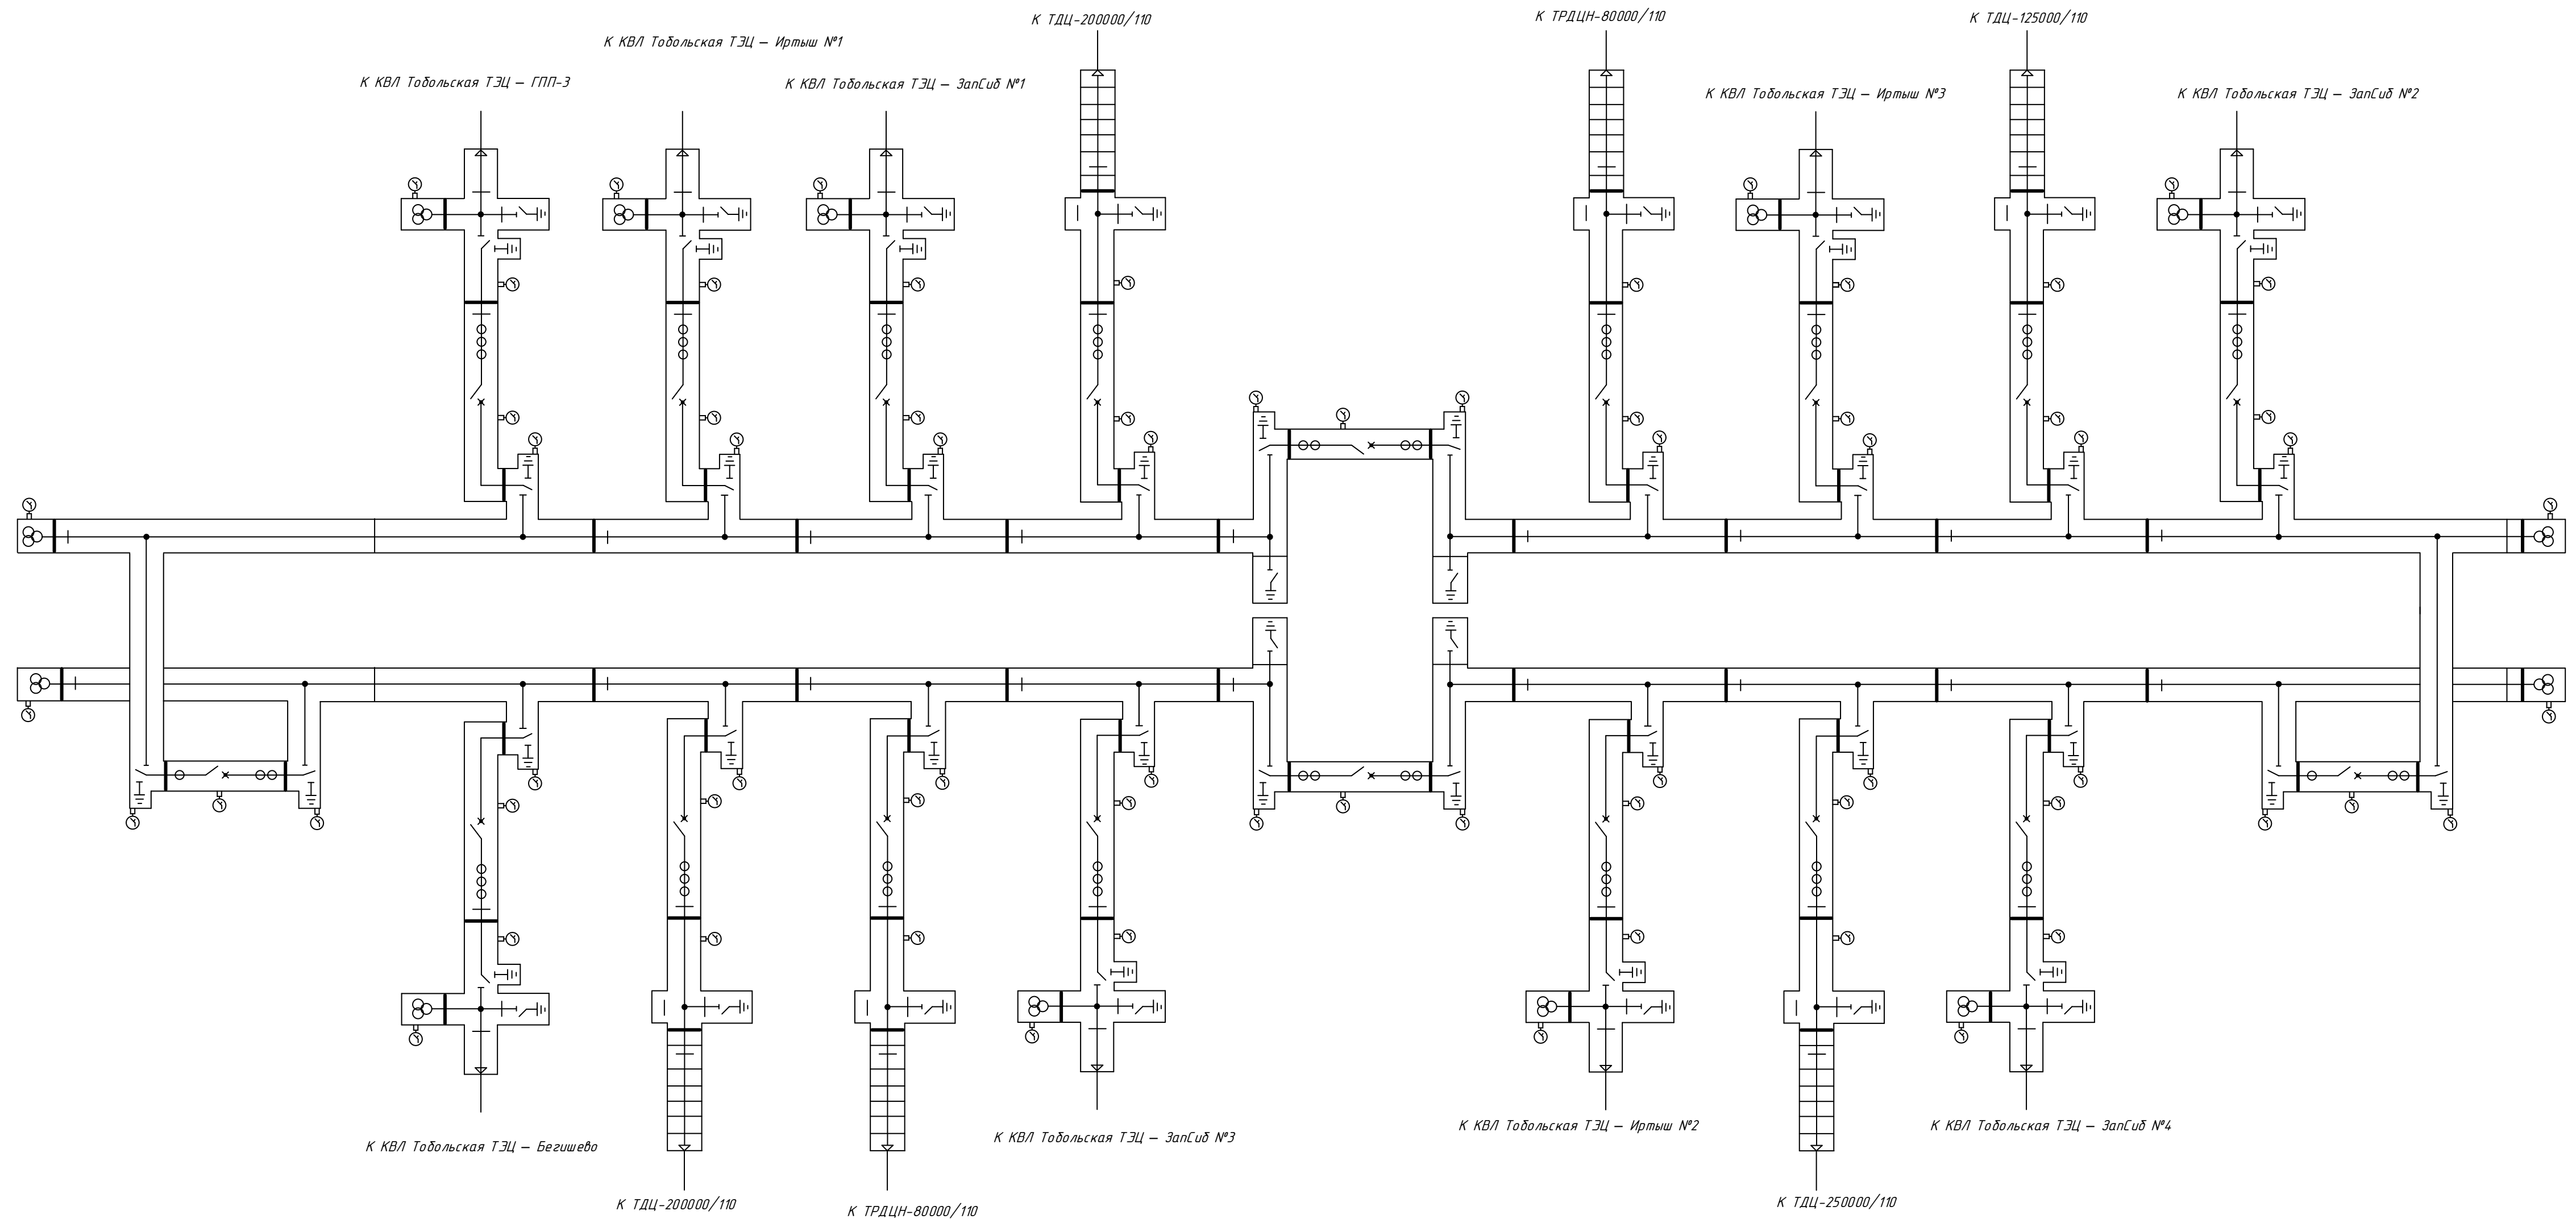 К ТДЦ-200000/110
К ТРДЦН-80000/110
К ТДЦ-125000/110
К КВЛ Тобольская ТЭЦ – Иртыш №1
К КВЛ Тобольская ТЭЦ – ГПП-3
К КВЛ Тобольская ТЭЦ – ЗапСиб №1
К КВЛ Тобольская ТЭЦ – Иртыш №3
К КВЛ Тобольская ТЭЦ – ЗапСиб №2
К КВЛ Тобольская ТЭЦ – Бегишево
К КВЛ Тобольская ТЭЦ – ЗапСиб №3
К КВЛ Тобольская ТЭЦ – Иртыш №2
К КВЛ Тобольская ТЭЦ – ЗапСиб №4
К ТДЦ-200000/110
К ТРДЦН-80000/110
К ТДЦ-250000/110